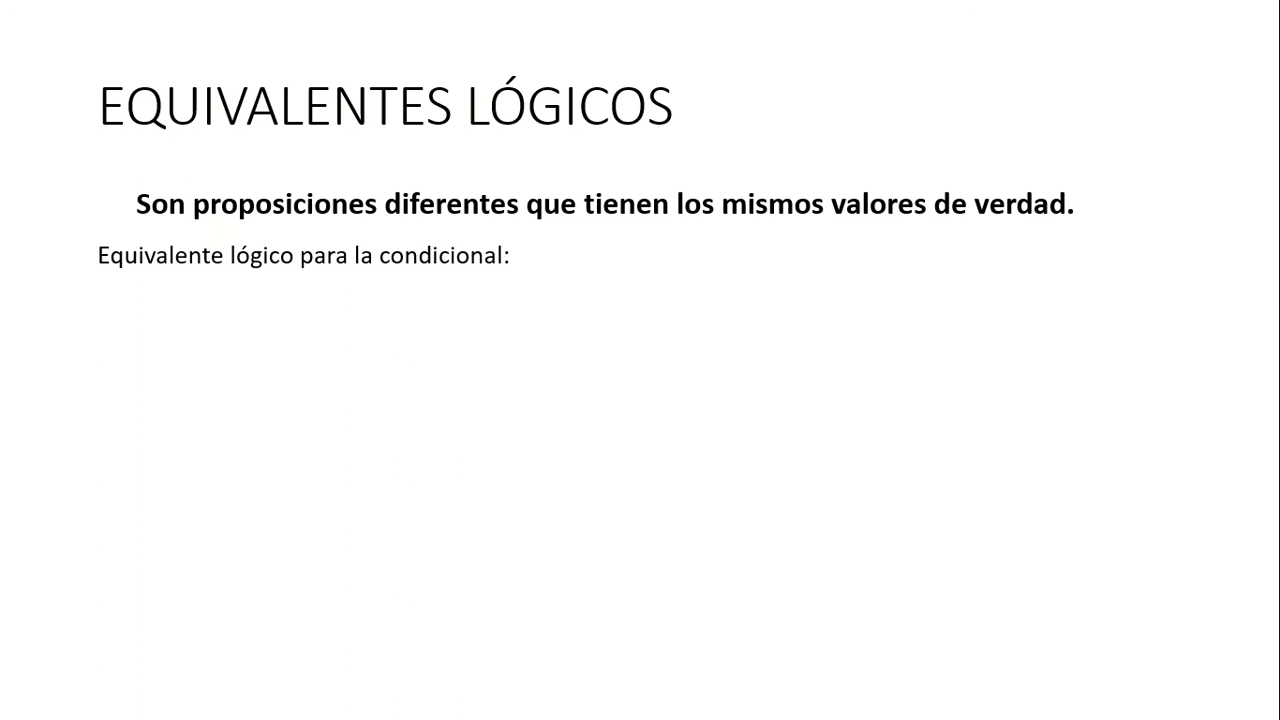 EQUIVALENTES LÓGICOS
Son proposiciones diferentes que tienen los mismos valores de verdad.
Equivalente lógico para la condicional: